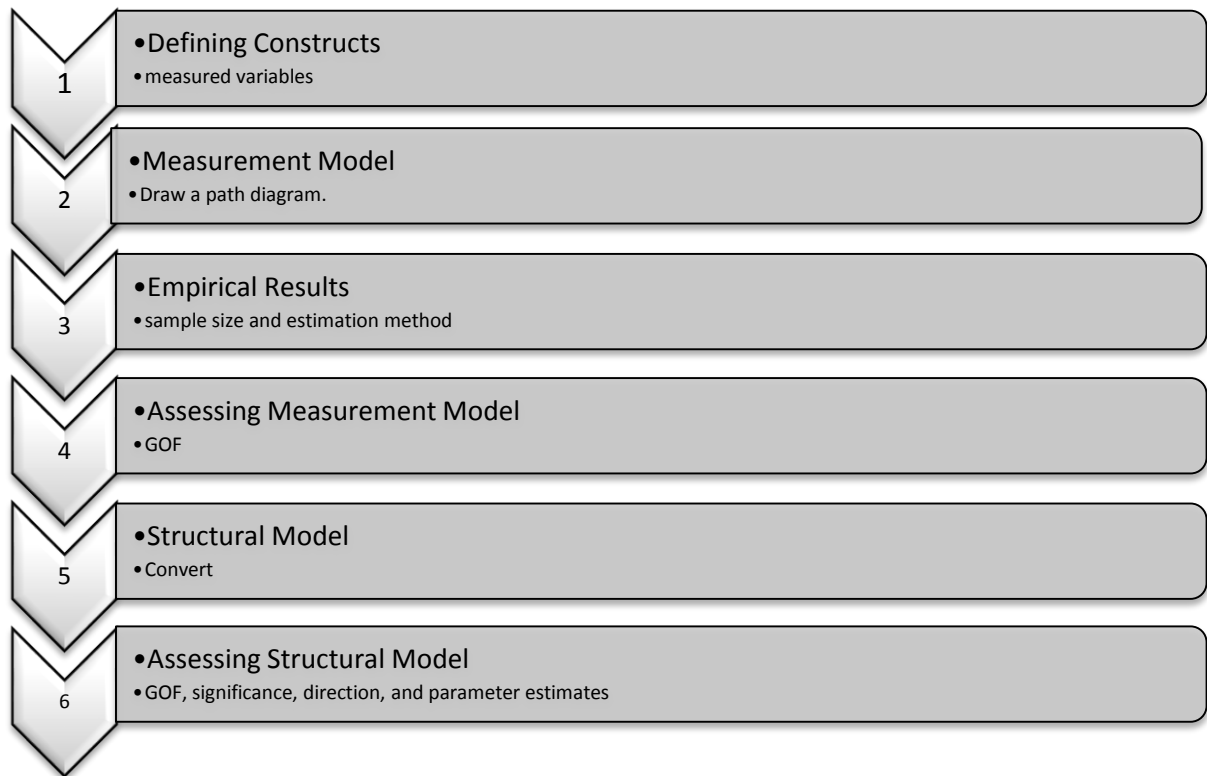 1
•Defining Constructs
•measured variables
2
•Measurement Model
•Draw a path diagram.
3
•Empirical Results
•sample size and estimation method
4
•Assessing Measurement Model
•GOF
5
•Structural Model
•Convert
6
•Assessing Structural Model
•GOF, significance, direction, and parameter estimates